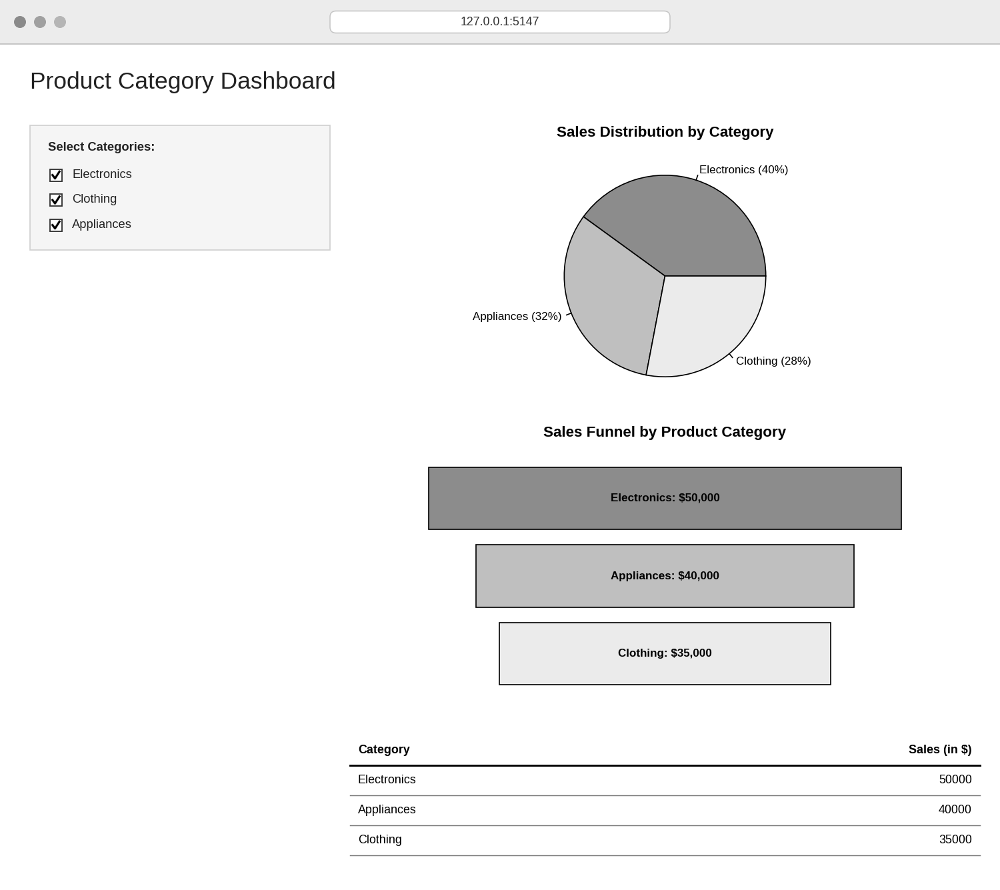 127.0.0.1:5147
Product Category Dashboard
Select Categories:
Electronics
Clothing
Appliances
Sales Distribution by Category
Electronics (40%)
Appliances (32%)
Clothing (28%)
Sales Funnel by Product Category
Electronics: $50,000
Appliances: $40,000
Clothing: $35,000
Category Sales (in $)
Electronics 50000
Appliances 40000
Clothing 35000